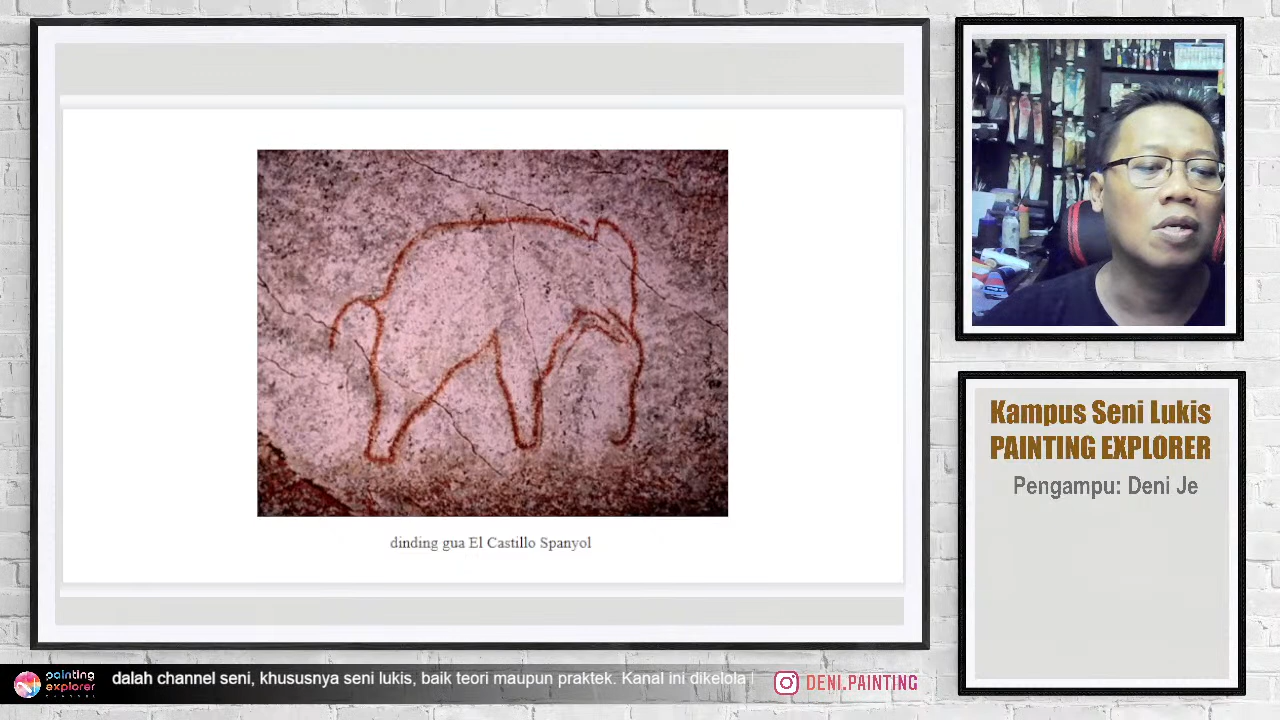 dinding gua El Castillo Spanyol
Kampus Seni Lukis
PAINTING EXPLORER
Pengampu: Deni Je
painting
explorer
CHANNEL
dalah channel seni, khususnya seni lukis, baik teori maupun praktek. Kanal ini dikelola
DENI.PAINTING